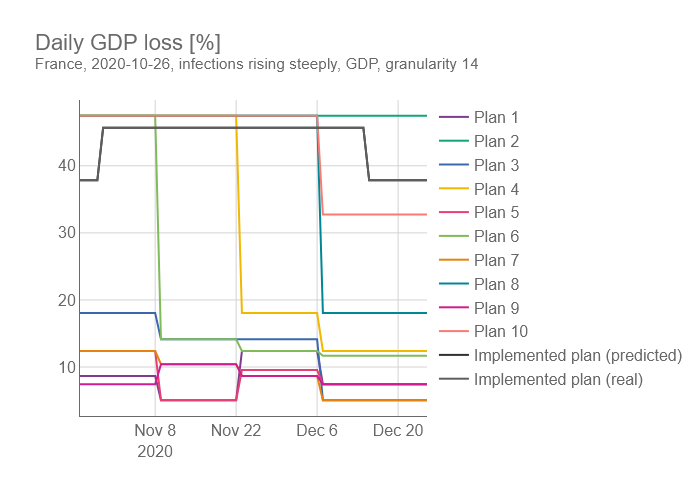 Daily GDP loss [%]
France, 2020-10-26, infections rising steeply, GDP, granularity 14
40
30
20
10
Nov 8
2020
Nov 22
Dec 6
Dec 20
Plan 1
Plan 2
Plan 3
Plan 4
Plan 5
Plan 6
Plan 7
Plan 8
Plan 9
Plan 10
Implemented plan (predicted)
Implemented plan (real)